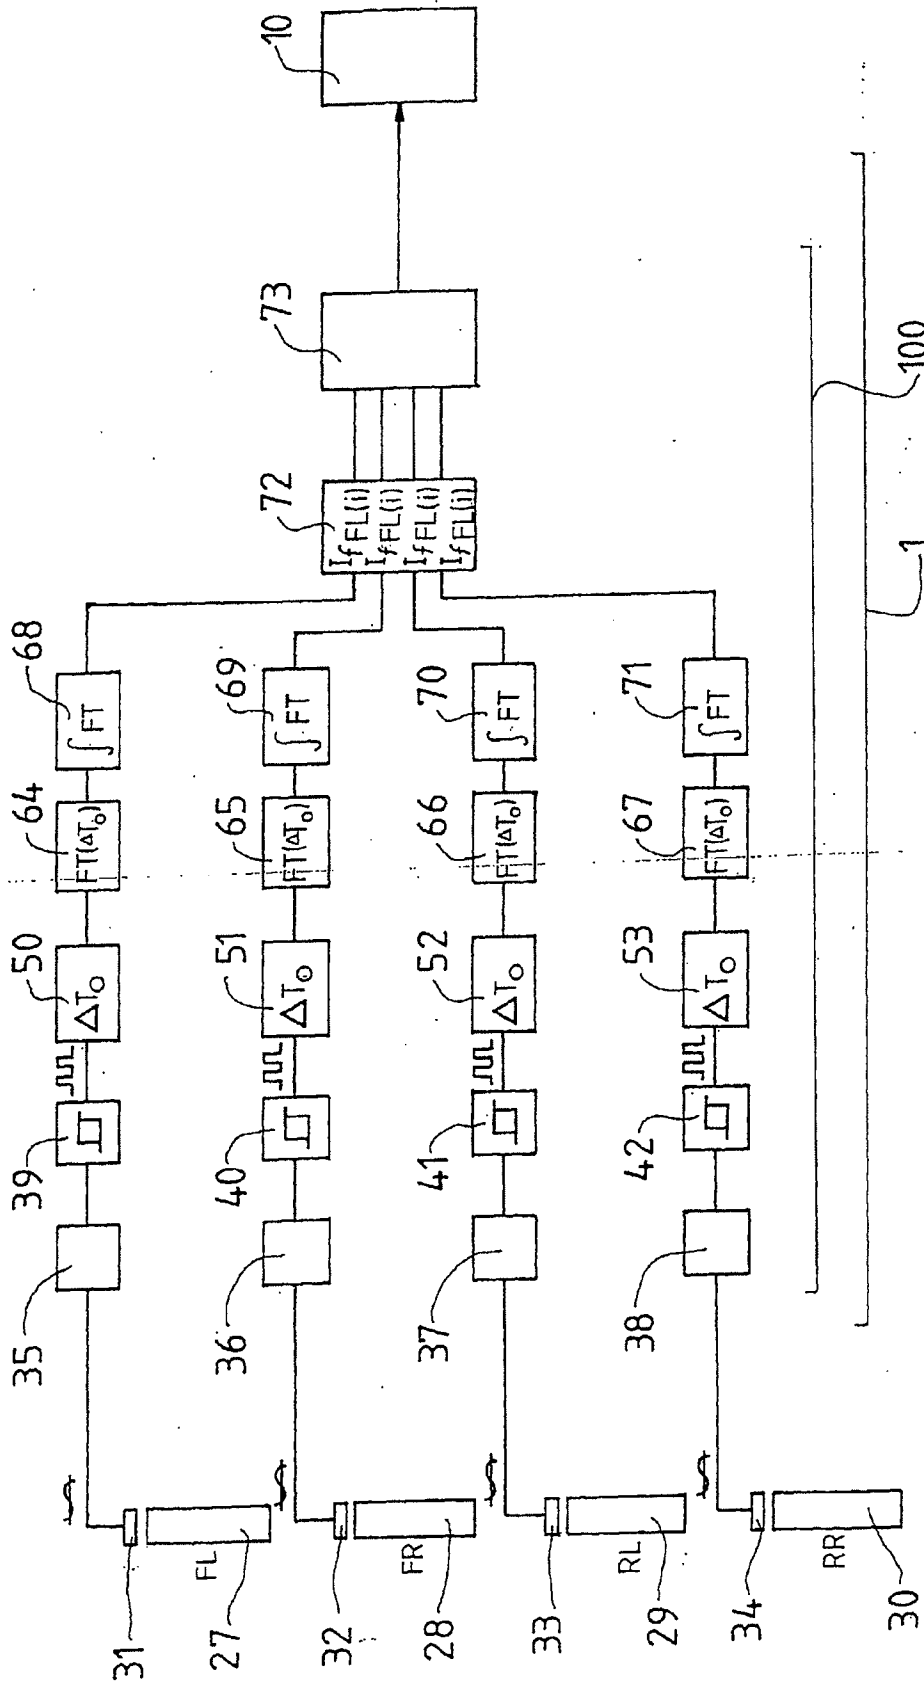 31
FL
27
35
39
50
ΔT₀
64
FT(ΔT₀)
68
∫FT
32
FR
28
36
40
51
ΔT₀
65
FT(ΔT₀)
69
∫FT
33
RL
29
37
41
52
ΔT₀
66
FT(ΔT₀)
70
∫FT
34
RR
30
38
42
53
ΔT₀
67
FT(ΔT₀)
71
∫FT
72
IfFL(i)
IfFL(i)
IfFL(i)
IfFL(i)
73
10
100
1